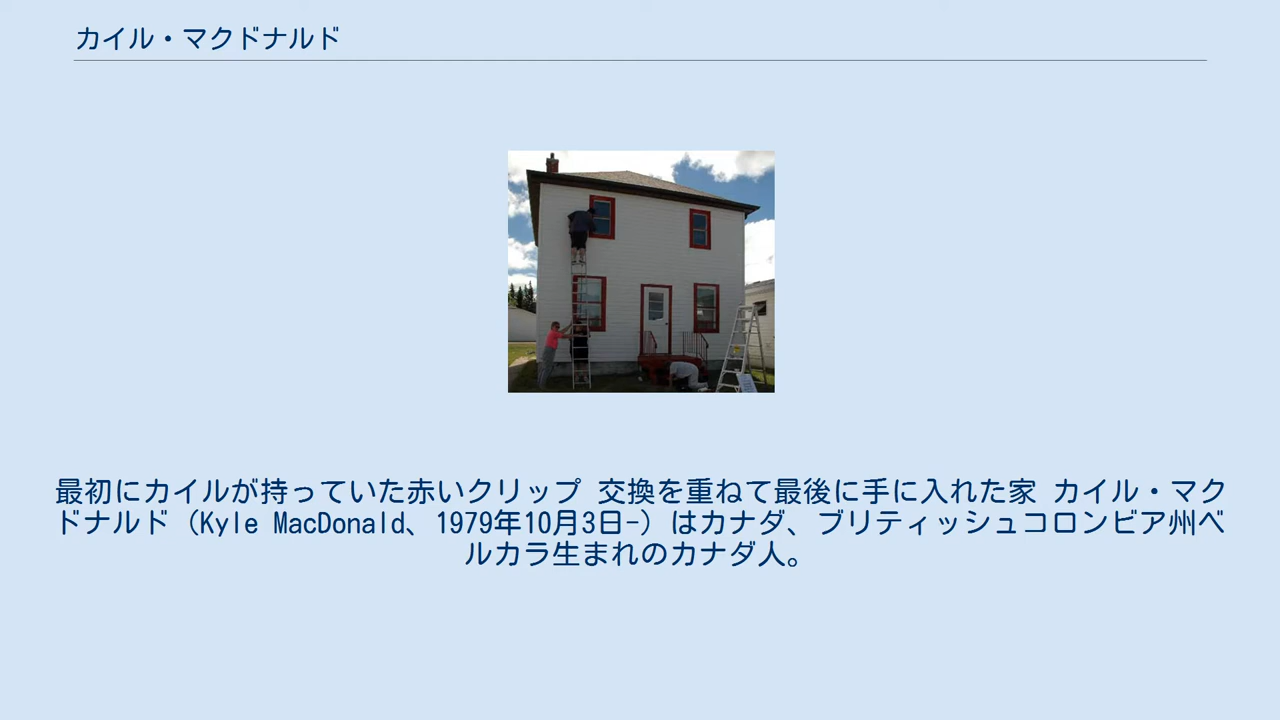 カイル・マクドナルド
最初にカイルが持っていた赤いクリップ 交換を重ねて最後に手に入れた家 カイル・マク
ドナルド（Kyle MacDonald、1979年10月3日-）はカナダ、ブリティッシュコロンビア州ベ
ルカラ生まれのカナダ人。